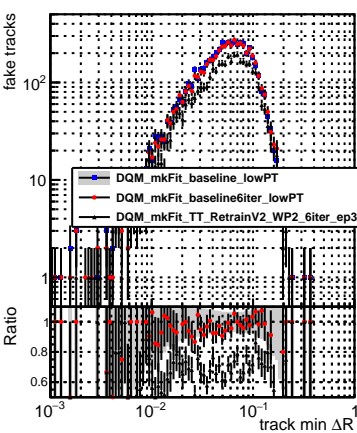 fake tracks
10²
DQM_mkFit_baseline_lowPT
DQM_mkFit_baseline6iter_lowPT
DQM_mkFit_TT_RetrainV2_WP2_6iter_ep3
10
1
Ratio
1
0.8
0.6
10⁻³ 10⁻² 10⁻¹ 1
track min ΔR